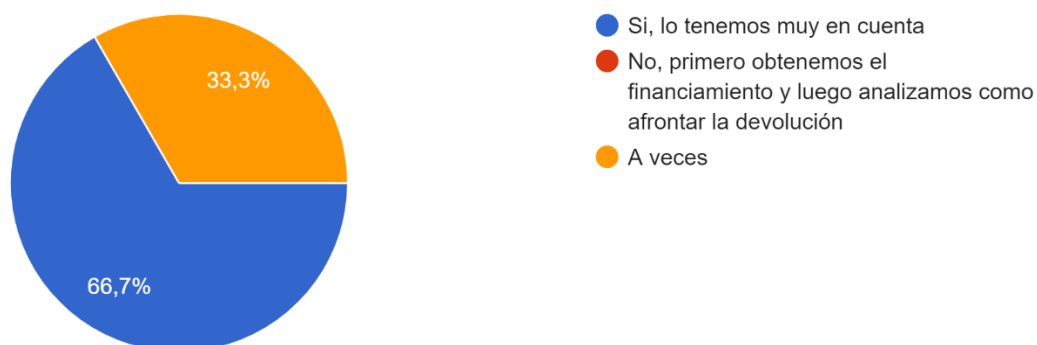 33,3%
66,7%
Si, lo tenemos muy en cuenta
No, primero obtenemos el
financiamiento y luego analizamos como
afrontar la devolución
A veces